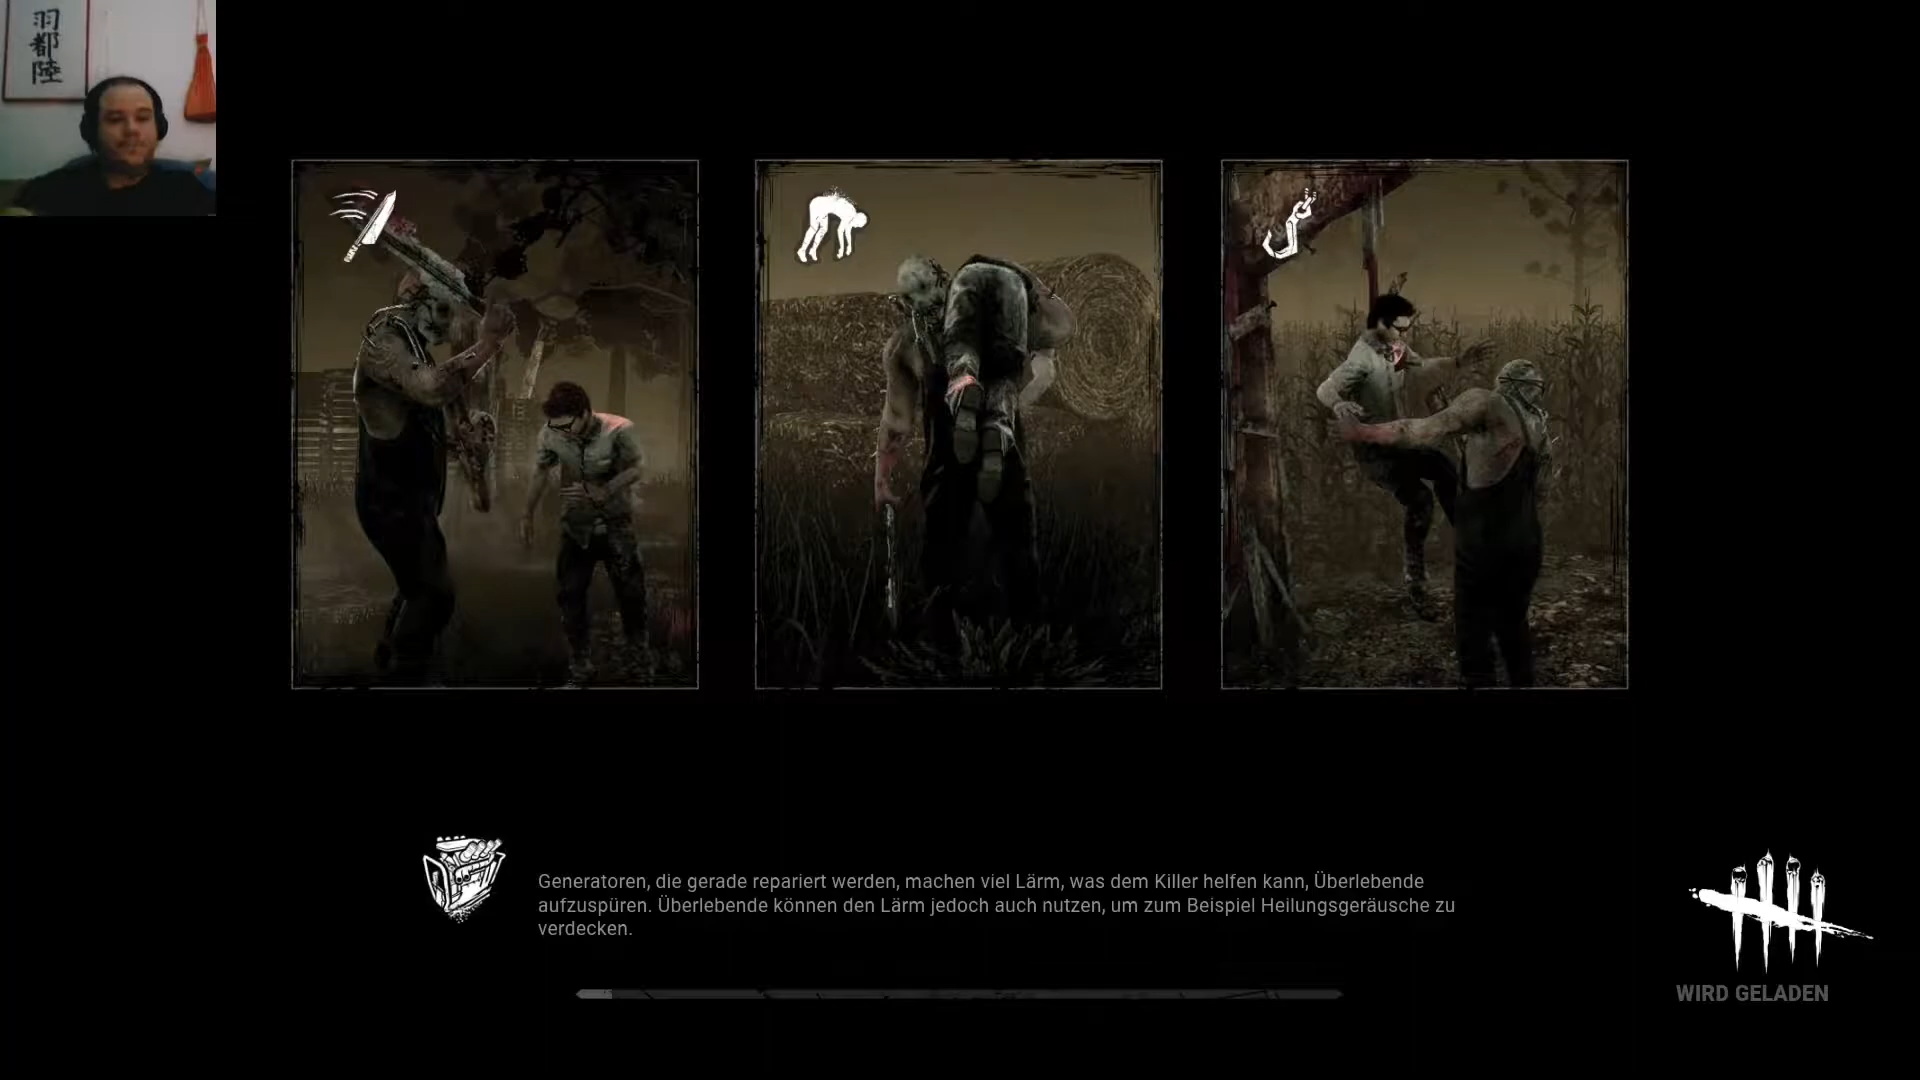 羽
都
陸
Generatoren, die gerade repariert werden, machen viel Lärm, was dem Killer helfen kann, Überlebende
aufzuspüren. Überlebende können den Lärm jedoch auch nutzen, um zum Beispiel Heilungsgeräusche zu
verdecken.
WIRD GELADEN